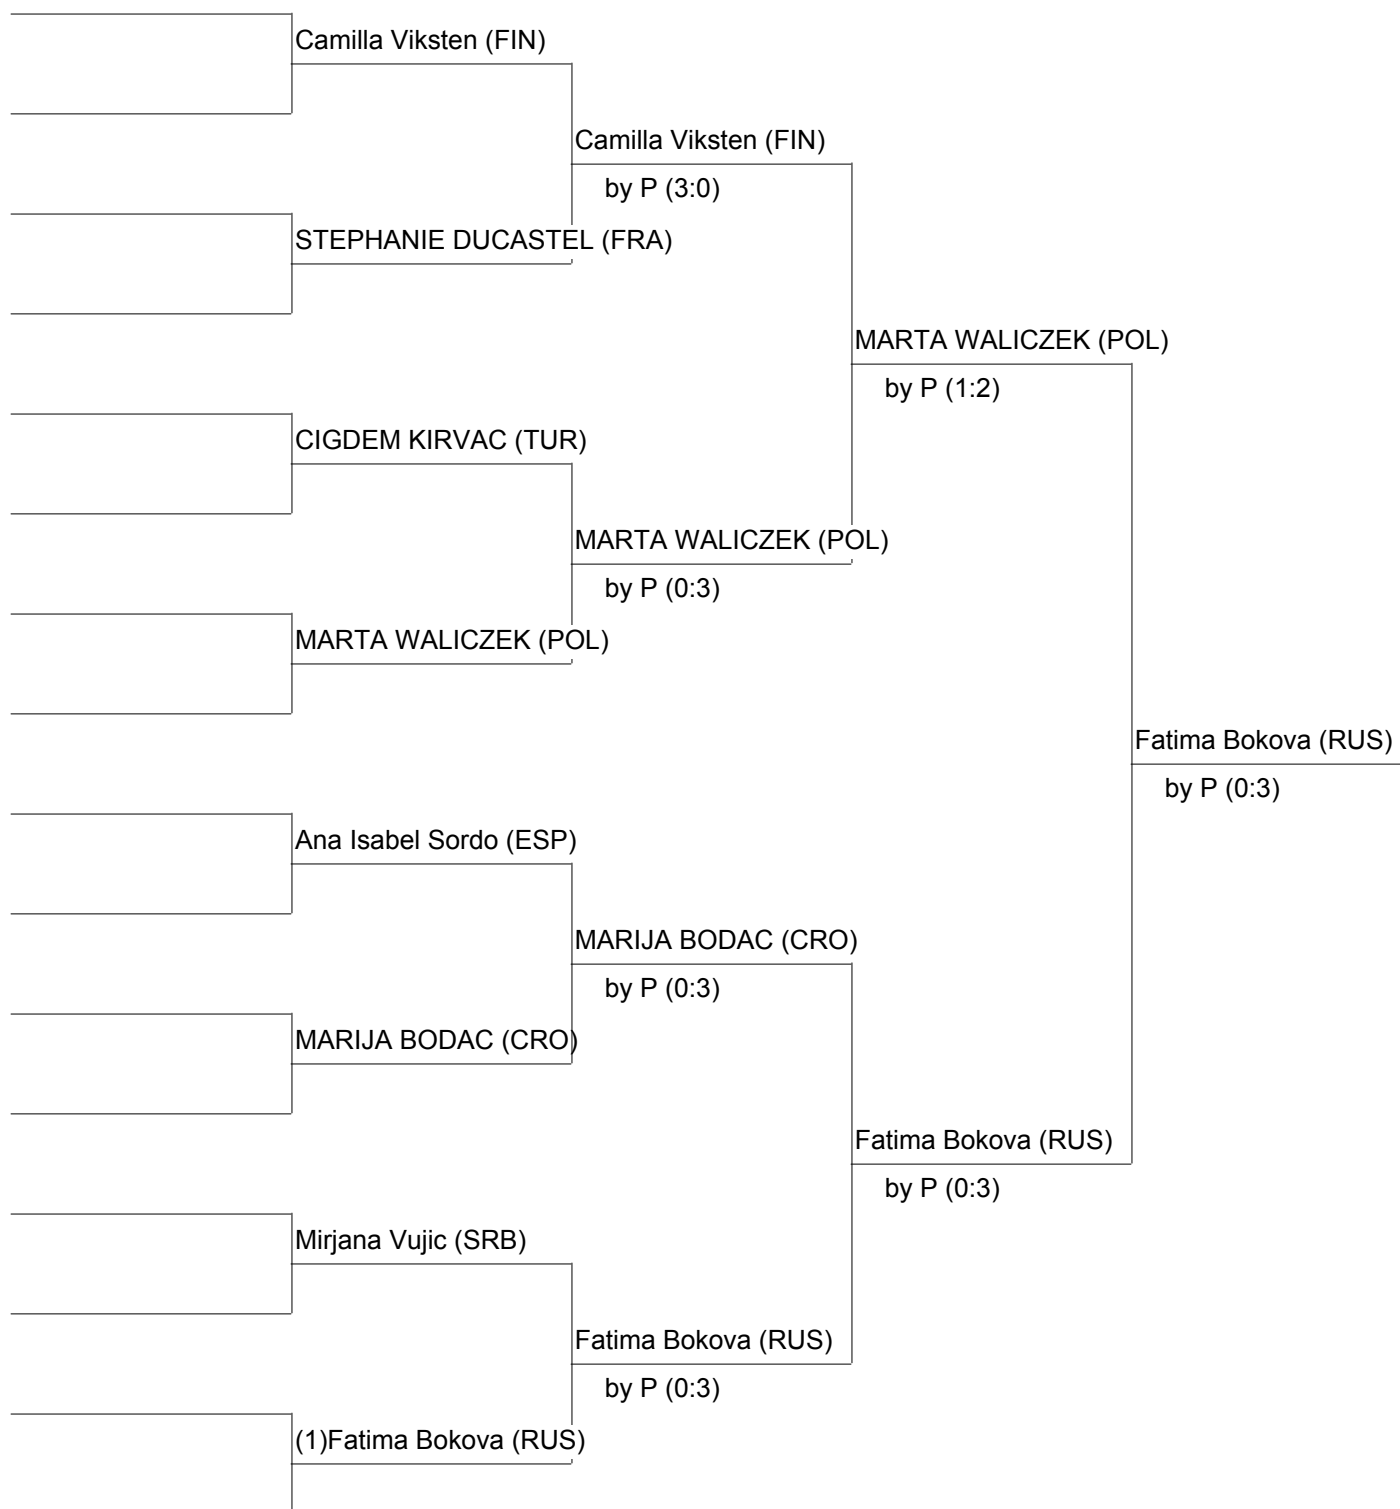 Camilla Viksten (FIN)
Camilla Viksten (FIN)
by P (3:0)
STEPHANIE DUCASTEL (FRA)
MARTA WALICZEK (POL)
by P (1:2)
CIGDEM KIRVAC (TUR)
MARTA WALICZEK (POL)
by P (0:3)
MARTA WALICZEK (POL)
Fatima Bokova (RUS)
by P (0:3)
Ana Isabel Sordo (ESP)
MARIJA BODAC (CRO)
by P (0:3)
MARIJA BODAC (CRO)
Fatima Bokova (RUS)
by P (0:3)
Mirjana Vujic (SRB)
Fatima Bokova (RUS)
by P (0:3)
(1)Fatima Bokova (RUS)